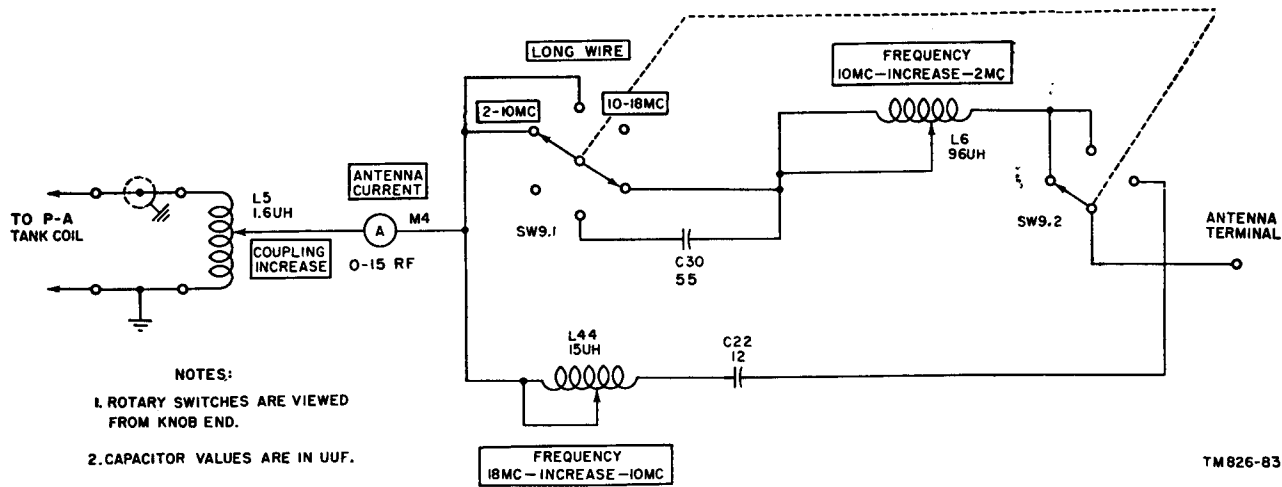 LONG WIRE
FREQUENCY
10MC—INCREASE—2MC
2-10MC
10-18MC
L6
96UH
ANTENNA
CURRENT
L5
1.6UH
M4
TO P-A
TANK COIL
A
SW9.1
SW9.2
ANTENNA
TERMINAL
COUPLING
INCREASE
0-15 RF
C30
55
L44
15UH
C22
12
NOTES:
1. ROTARY SWITCHES ARE VIEWED
FROM KNOB END.
2. CAPACITOR VALUES ARE IN UUF.
FREQUENCY
18MC—INCREASE—10MC
TM826-83